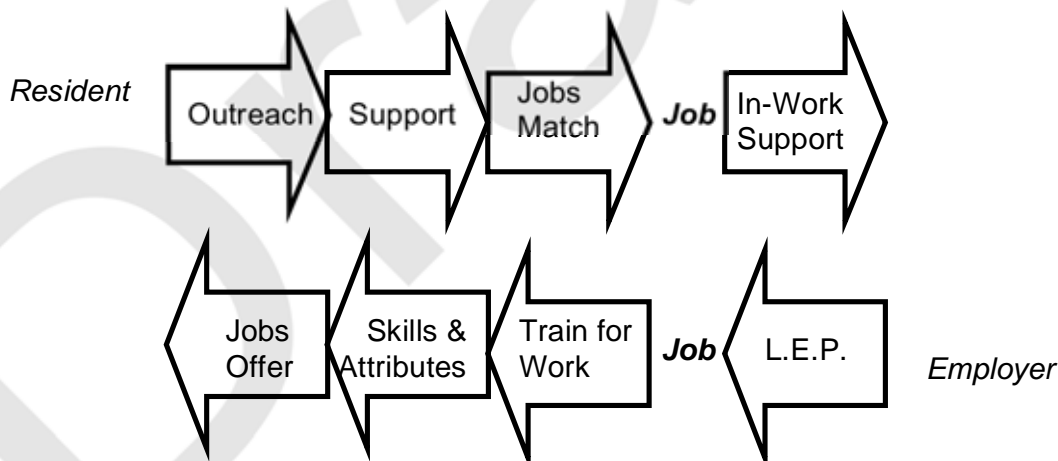 Resident
Outreach
Support
Jobs
Match
Job
In-Work
Support
Jobs
Offer
Skills &
Attributes
Train for
Work
Job
L.E.P.
Employer